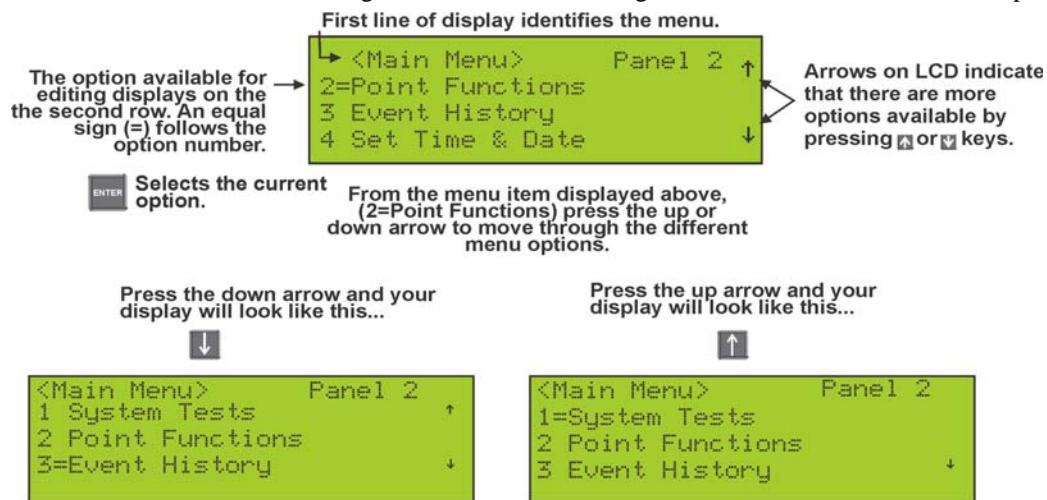 First line of display identifies the menu.
<Main Menu> Panel 2 ↑
2=Point Functions
3 Event History
4 Set Time & Date ↓
The option available for
editing displays on the
the second row. An equal
sign (=) follows the
option number.
Arrows on LCD indicate
that there are more
options available by
pressing ↑ or ↓ keys.
ENTER
Selects the current
option.
From the menu item displayed above,
(2=Point Functions) press the up or
down arrow to move through the different
menu options.
Press the down arrow and your
display will look like this...
↓
<Main Menu> Panel 2
1 System Tests ↑
2 Point Functions
3=Event History ↓
Press the up arrow and your
display will look like this...
↑
<Main Menu> Panel 2
1=System Tests
2 Point Functions
3 Event History ↓